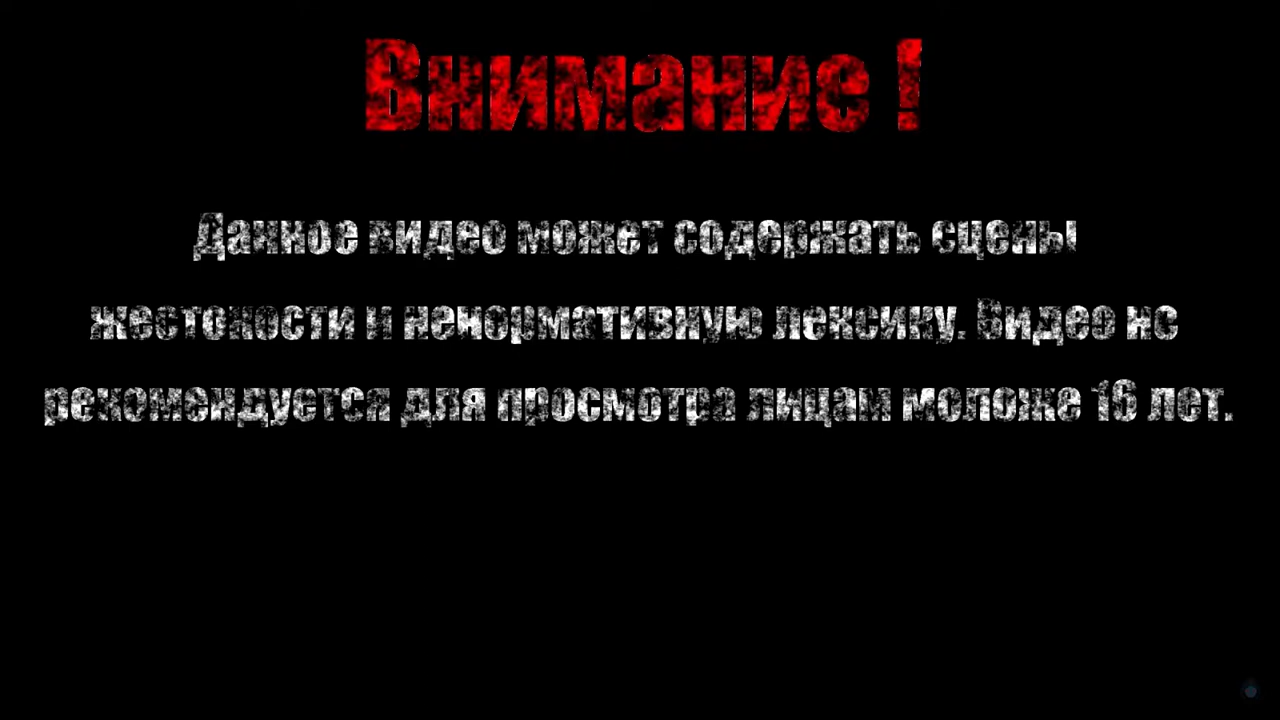 Внимание !
Данное видео может содержать сцены
жестокости и ненормативную лексику. Видео не
рекомендуется для просмотра лицам моложе 16 лет.